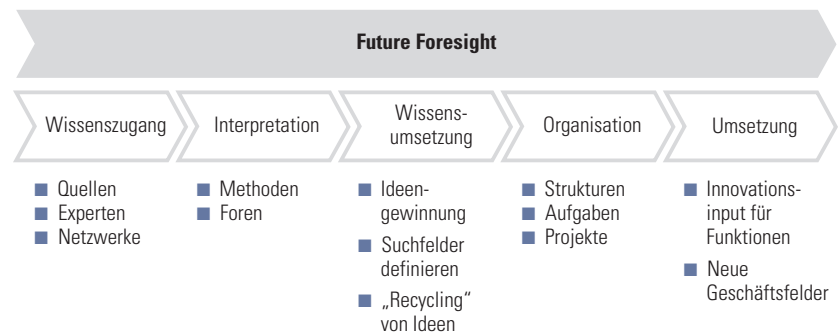 Future Foresight
Wissenszugang
Interpretation
Wissens-
umsetzung
Organisation
Umsetzung
Quellen
Experten
Netzwerke
Methoden
Foren
Ideen-
gewinnung
Suchfelder
definieren
„Recycling“
von Ideen
Strukturen
Aufgaben
Projekte
Innovations-
input für
Funktionen
Neue
Geschäftsfelder